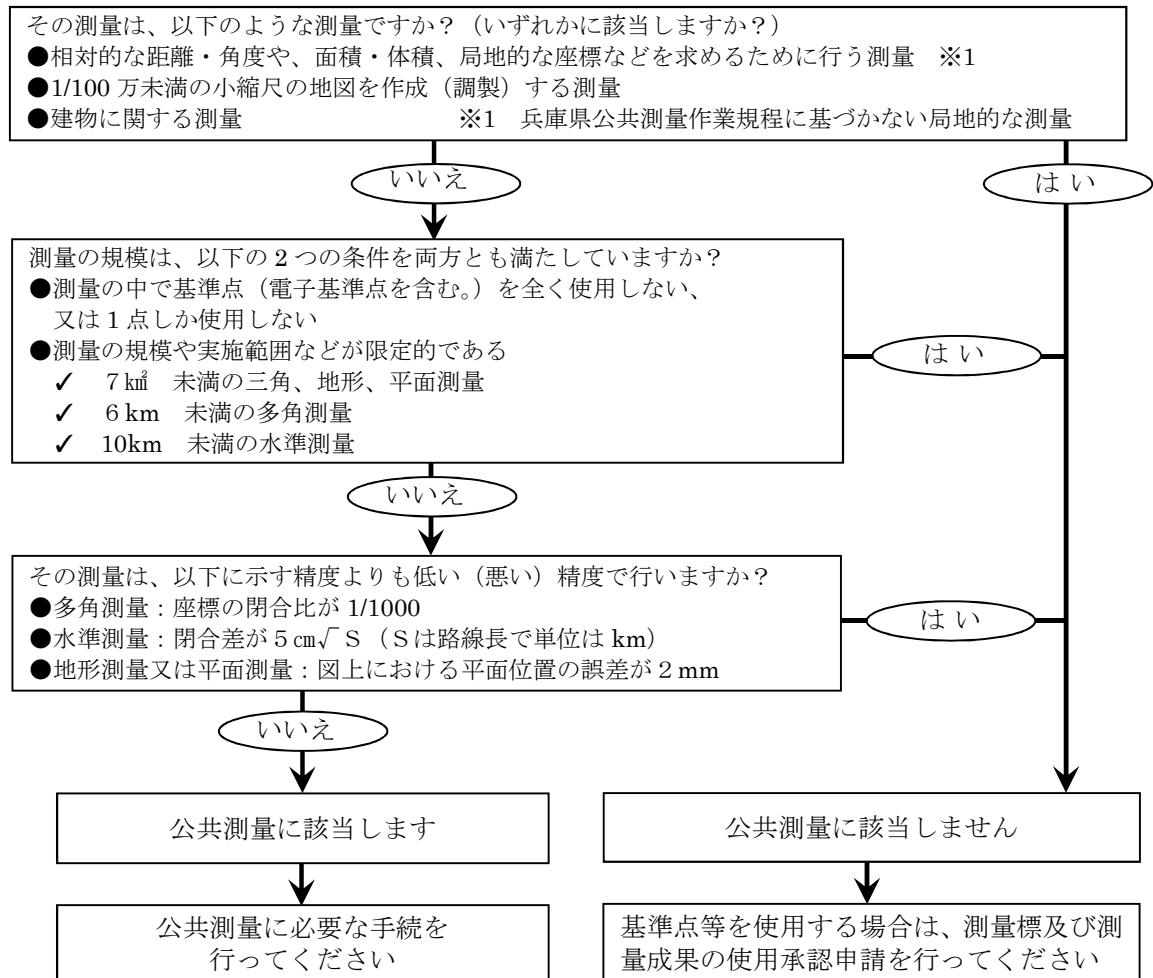 その測量は、以下のような測量ですか？（いずれかに該当しますか？）
●相対的な距離・角度や、面積・体積、局地的な座標などを求めるために行う測量　※1
●1/100 万未満の小縮尺の地図を作成（調製）する測量
●建物に関する測量　※1　兵庫県公共測量作業規程に基づかない局地的な測量
いいえ
は い
測量の規模は、以下の 2 つの条件を両方とも満たしていますか？
●測量の中で基準点（電子基準点を含む。）を全く使用しない、
又は 1 点しか使用しない
●測量の規模や実施範囲などが限定的である
✓　７㎢　未満の三角、地形、平面測量
✓　６km　未満の多角測量
✓　10km　未満の水準測量
は い
いいえ
その測量は、以下に示す精度よりも低い（悪い）精度で行いますか？
●多角測量：座標の閉合比が 1/1000
●水準測量：閉合差が５㎝√Ｓ（Ｓは路線長で単位は km）
●地形測量又は平面測量：図上における平面位置の誤差が２mm
は い
いいえ
公共測量に該当します
公共測量に該当しません
公共測量に必要な手続を
行ってください
基準点等を使用する場合は、測量標及び測
量成果の使用承認申請を行ってください